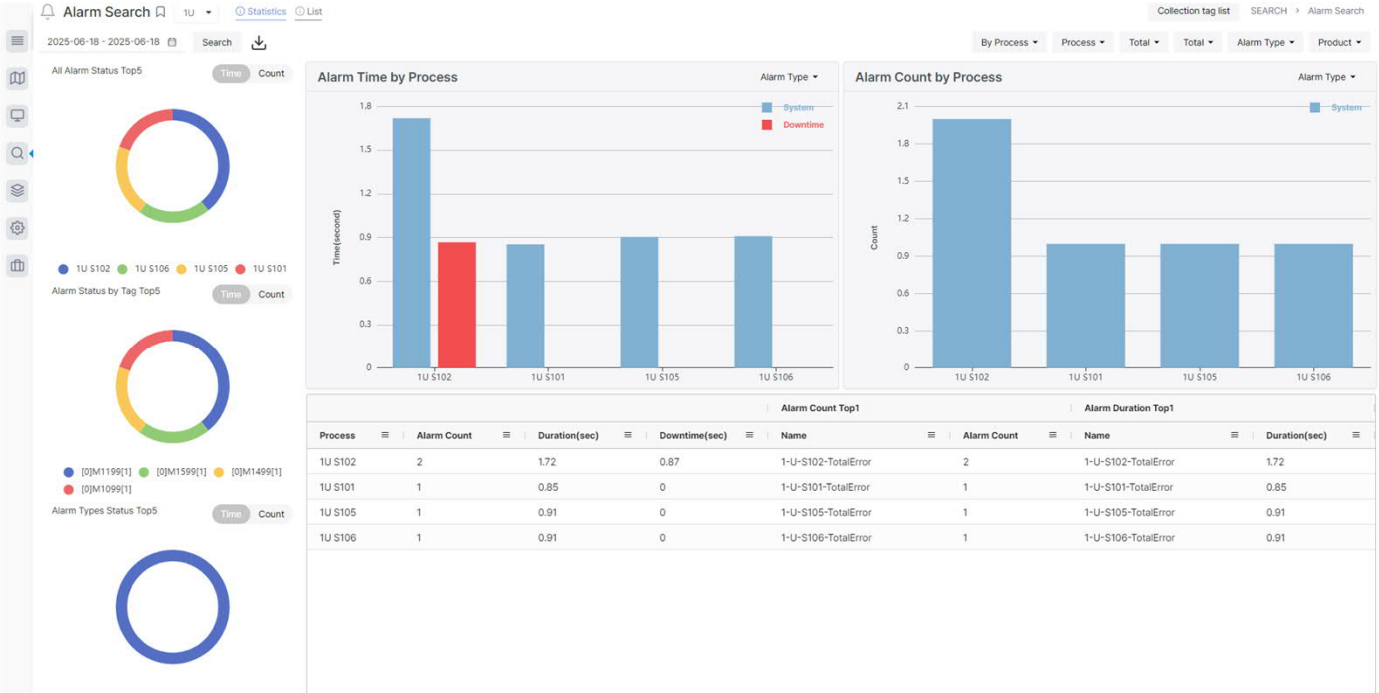 Alarm Search 1U Statistics List Collection tag list SEARCH > Alarm Search
2025-06-18 - 2025-06-18 Search By Process Process Total Total Alarm Type Product
All Alarm Status Top5 Time Count
1U S102 1U S106 1U S105 1U S101
Alarm Status by Tag Top5 Time Count
[0]M1199[1] [0]M1599[1] [0]M1499[1]
[0]M1099[1]
Alarm Types Status Top5 Time Count
Alarm Time by Process Alarm Type
System
Downtime
Time(second)
1.8
1.5
1.2
0.9
0.6
0.3
0
1U S102 1U S101 1U S105 1U S106
Alarm Count by Process Alarm Type
System
Count
2.1
1.8
1.5
1.2
0.9
0.6
0.3
0
1U S102 1U S101 1U S105 1U S106
Alarm Count Top1 Alarm Duration Top1
Process Alarm Count Duration(sec) Downtime(sec) Name Alarm Count Name Duration(sec)
1U S102 2 1.72 0.87 1-U-S102-TotalError 2 1-U-S102-TotalError 1.72
1U S101 1 0.85 0 1-U-S101-TotalError 1 1-U-S101-TotalError 0.85
1U S105 1 0.91 0 1-U-S105-TotalError 1 1-U-S105-TotalError 0.91
1U S106 1 0.91 0 1-U-S106-TotalError 1 1-U-S106-TotalError 0.91